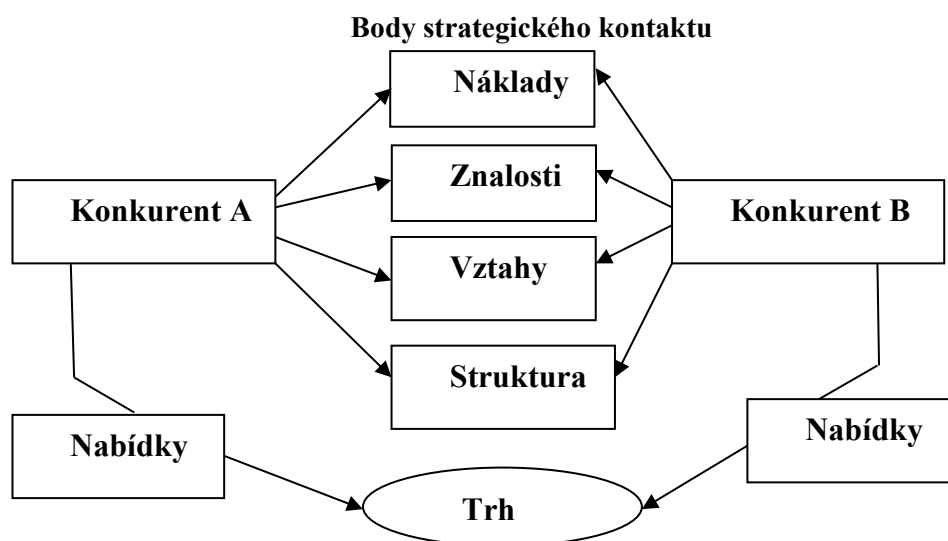 Body strategického kontaktu
Náklady
Znalosti
Konkurent A
Konkurent B
Vztahy
Struktura
Nabídky
Nabídky
Trh